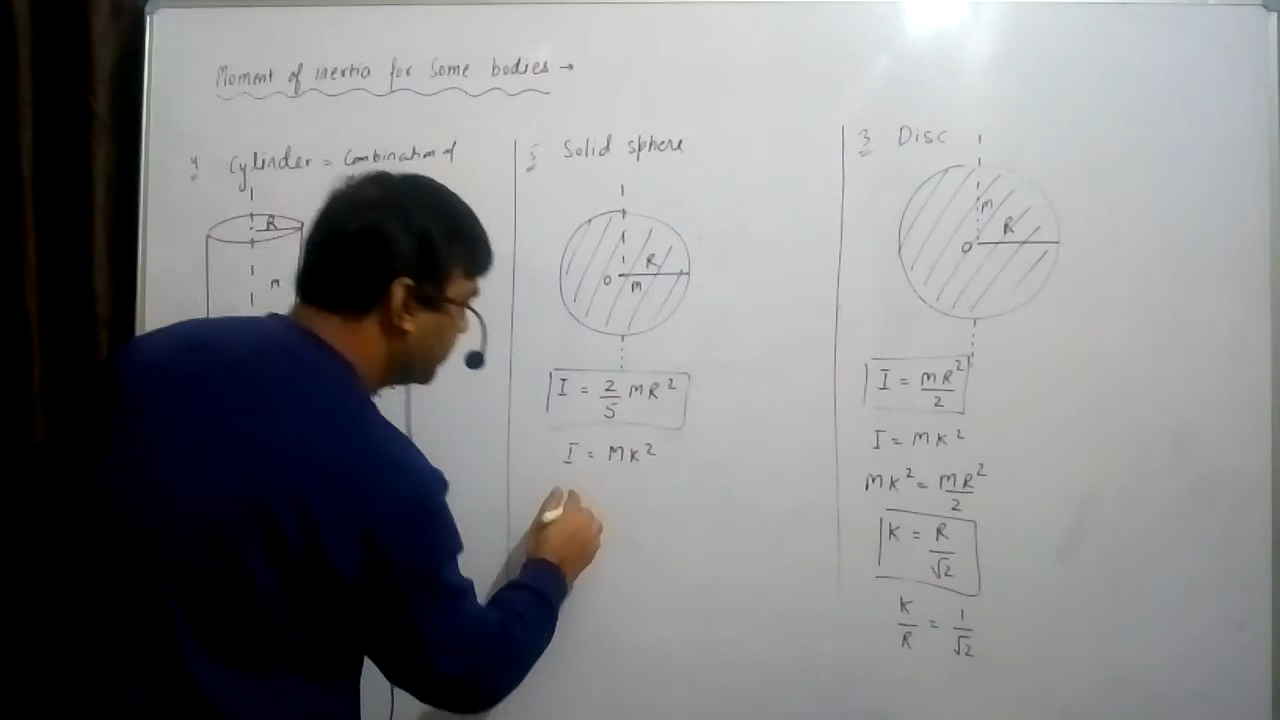 Moment of inertia for Some bodies →
4 Cylinder = Combination of
R
m
5 Solid sphere
R
O
m
I = 2/5 MR²
I = MK²
3 Disc
m
R
O
I = MR²/2
I = MK²
MK² = MR²/2
K = R/√2
K/R = 1/√2